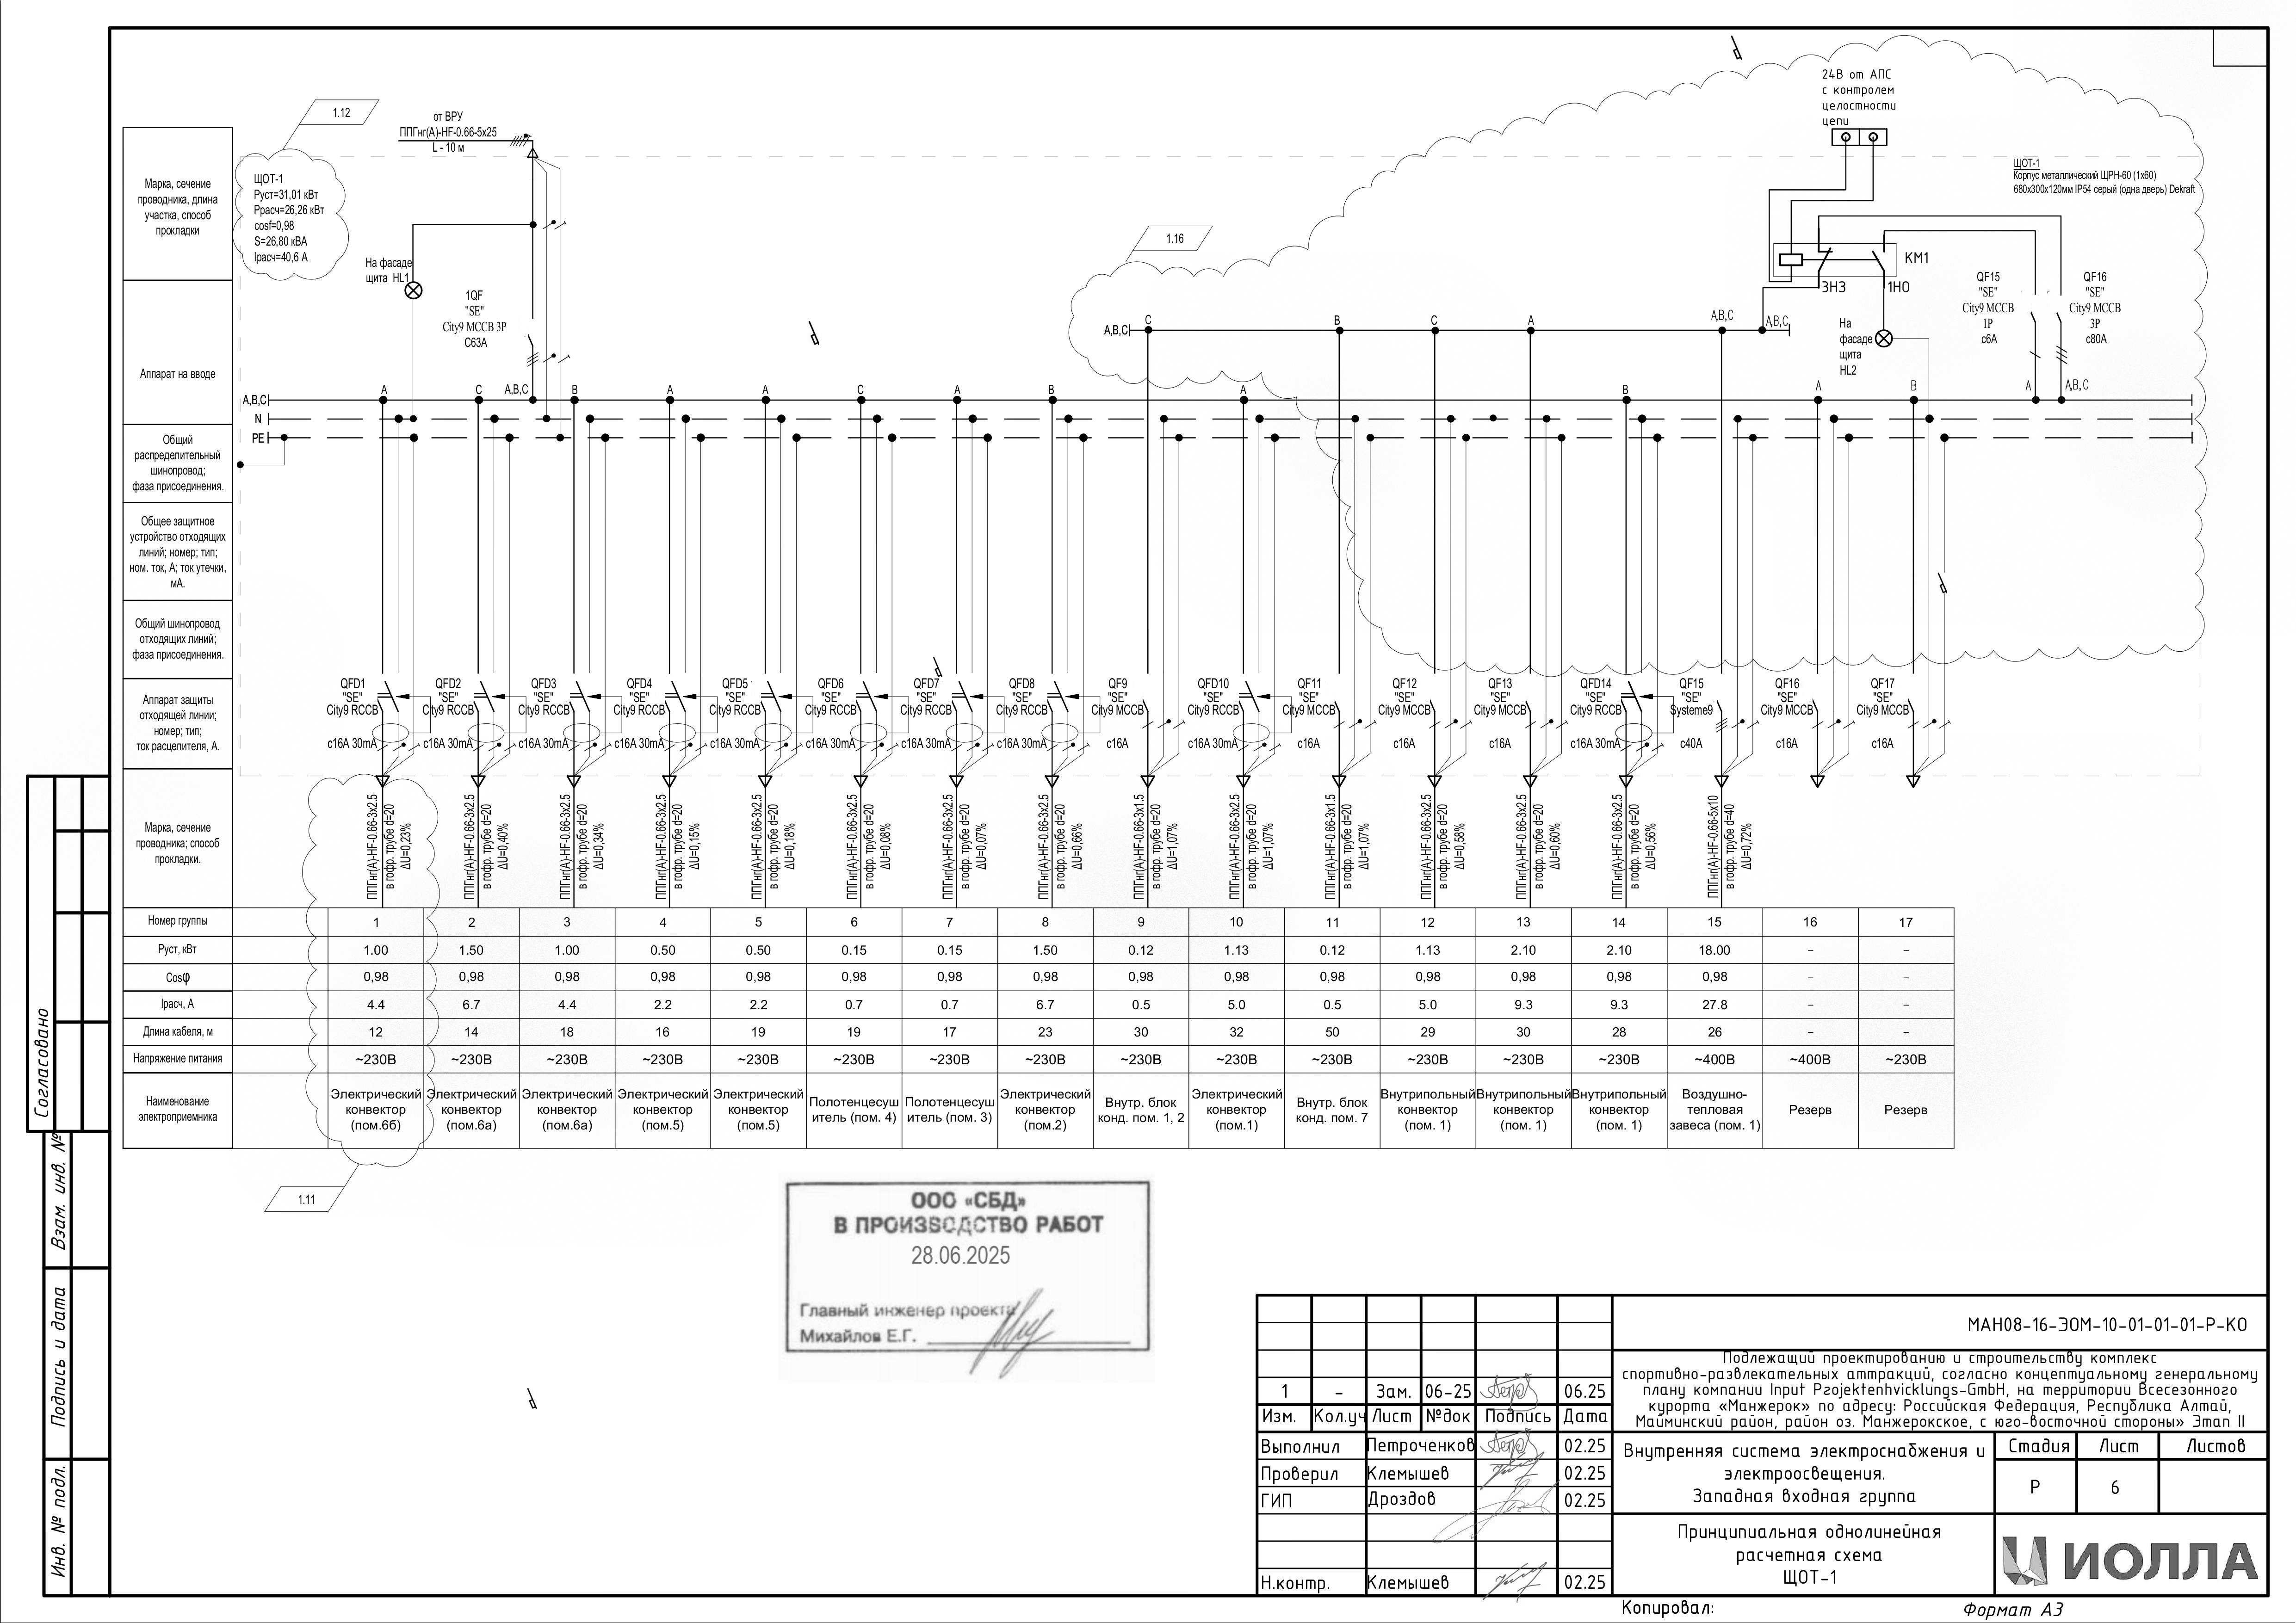 1.12
от ВРУ
ППГнг(А)-HF-0.66-5х25
L - 10 м
24В от АПС
с контролем
целостности
цепи
ЩОТ-1
Корпус металлический ЩРН-60 (1х60)
680х300х120мм IP54 серый (одна дверь) Dekraft
Марка, сечение
проводника, длина
участка, способ
прокладки
ЩОТ-1
Руст=31,01 кВт
Ррасч=26,26 кВт
cosf=0,98
S=26,80 кВА
Iрасч=40,6 А
1.16
На фасаде
щита HL1
1QF
"SE"
City9 MCCB 3P
C63A
KM1
3НЗ
1НО
QF15
"SE"
City9 MCCB
1P
c6A
QF16
"SE"
City9 MCCB
3P
c80A
На
фасаде
щита
HL2
A,B,C
C
B
C
A
A,B,C
A,B,C
Аппарат на вводе
A,B,C
A
C
A,B,C
B
A
A
C
A
B
A
B
A
B
A
A,B,C
N
PE
Общий
распределительный
шинопровод;
фаза присоединения.
Общее защитное
устройство отходящих
линий; номер; тип;
ном. ток, А; ток утечки,
мА.
Общий шинопровод
отходящих линий;
фаза присоединения.
Аппарат защиты
отходящей линии;
номер; тип;
ток расцепителя, А.
QFD1 QFD2 QFD3 QFD4 QFD5 QFD6 QFD7 QFD8 QF9 QFD10 QF11 QF12 QF13 QFD14 QF15 QF16 QF17
"SE" "SE" "SE" "SE" "SE" "SE" "SE" "SE" "SE" "SE" "SE" "SE" "SE" "SE" "SE" "SE" "SE"
City9 RCCB City9 RCCB City9 RCCB City9 RCCB City9 RCCB City9 RCCB City9 RCCB City9 RCCB City9 MCCB City9 RCCB City9 MCCB City9 MCCB City9 MCCB City9 RCCB Systeme9 City9 MCCB City9 MCCB
c16A 30mA c16A 30mA c16A 30mA c16A 30mA c16A 30mA c16A 30mA c16A 30mA c16A 30mA c16A c16A 30mA c16A c16A c16A c16A 30mA c40A c16A c16A
Марка, сечение
проводника; способ
прокладки.
ППГнг(А)-HF-0.66-3х2.5
в гофр. трубе d=20
ΔU=0,23%
ППГнг(А)-HF-0.66-3х2.5
в гофр. трубе d=20
ΔU=0,40%
ППГнг(А)-HF-0.66-3х2.5
в гофр. трубе d=20
ΔU=0,34%
ППГнг(А)-HF-0.66-3х2.5
в гофр. трубе d=20
ΔU=0,15%
ППГнг(А)-HF-0.66-3х2.5
в гофр. трубе d=20
ΔU=0,18%
ППГнг(А)-HF-0.66-3х2.5
в гофр. трубе d=20
ΔU=0,08%
ППГнг(А)-HF-0.66-3х2.5
в гофр. трубе d=20
ΔU=0,07%
ППГнг(А)-HF-0.66-3х2.5
в гофр. трубе d=20
ΔU=0,66%
ППГнг(А)-HF-0.66-3х1.5
в гофр. трубе d=20
ΔU=1,07%
ППГнг(А)-HF-0.66-3х2.5
в гофр. трубе d=20
ΔU=1,07%
ППГнг(А)-HF-0.66-3х1.5
в гофр. трубе d=20
ΔU=1,07%
ППГнг(А)-HF-0.66-3х2.5
в гофр. трубе d=20
ΔU=0,58%
ППГнг(А)-HF-0.66-3х2.5
в гофр. трубе d=20
ΔU=0,60%
ППГнг(А)-HF-0.66-3х2.5
в гофр. трубе d=20
ΔU=0,56%
ППГнг(А)-HF-0.66-5х10
в гофр. трубе d=40
ΔU=0,72%
Номер группы 1 2 3 4 5 6 7 8 9 10 11 12 13 14 15 16 17
Руст, кВт 1.00 1.50 1.00 0.50 0.50 0.15 0.15 1.50 0.12 1.13 0.12 1.13 2.10 2.10 18.00 – –
Cosφ 0,98 0,98 0,98 0,98 0,98 0,98 0,98 0,98 0,98 0,98 0,98 0,98 0,98 0,98 0,98 – –
Iрасч, А 4.4 6.7 4.4 2.2 2.2 0.7 0.7 6.7 0.5 5.0 0.5 5.0 9.3 9.3 27.8 – –
Длина кабеля, м 12 14 18 16 19 19 17 23 30 32 50 29 30 28 26 – –
Напряжение питания ~230В ~230В ~230В ~230В ~230В ~230В ~230В ~230В ~230В ~230В ~230В ~230В ~230В ~230В ~400В ~400В ~230В
Наименование
электроприемника
Электрический
конвектор
(пом.6б)
Электрический
конвектор
(пом.6а)
Электрический
конвектор
(пом.6а)
Электрический
конвектор
(пом.5)
Электрический
конвектор
(пом.5)
Полотенцесуш
итель (пом. 4)
Полотенцесуш
итель (пом. 3)
Электрический
конвектор
(пом.2)
Внутр. блок
конд. пом. 1, 2
Электрический
конвектор
(пом.1)
Внутр. блок
конд. пом. 7
Внутрипольный
конвектор
(пом. 1)
Внутрипольный
конвектор
(пом. 1)
Внутрипольный
конвектор
(пом. 1)
Воздушно-
тепловая
завеса (пом. 1)
Резерв
Резерв
1.11
ООО «СБД»
В ПРОИЗВОДСТВО РАБОТ
28.06.2025
Главный инженер проекта
Михайлов Е.Г.
Согласовано
Взам. инв. №
Подпись и дата
Инв. № подл.
МАН08-16-ЭОМ-10-01-01-01-Р-КО
Подлежащий проектированию и строительству комплекс
спортивно-развлекательных аттракций, согласно концептуальному генеральному
плану компании Input Projektenhvicklungs-GmbH, на территории Всесезонного
курорта «Манжерок» по адресу: Российская Федерация, Республика Алтай,
Майминский район, район оз. Манжерокское, с юго-восточной стороны» Этап II
1 – Зам. 06-25 06.25
Изм. Кол.уч Лист №док Подпись Дата
Выполнил Петроченков 02.25
Проверил Клемышев 02.25
ГИП Дроздов 02.25
Н.контр. Клемышев 02.25
Внутренняя система электроснабжения и
электроосвещения.
Западная входная группа
Стадия Лист Листов
Р 6
Принципиальная однолинейная
расчетная схема
ЩОТ-1
ИОЛЛА
Копировал:
Формат А3